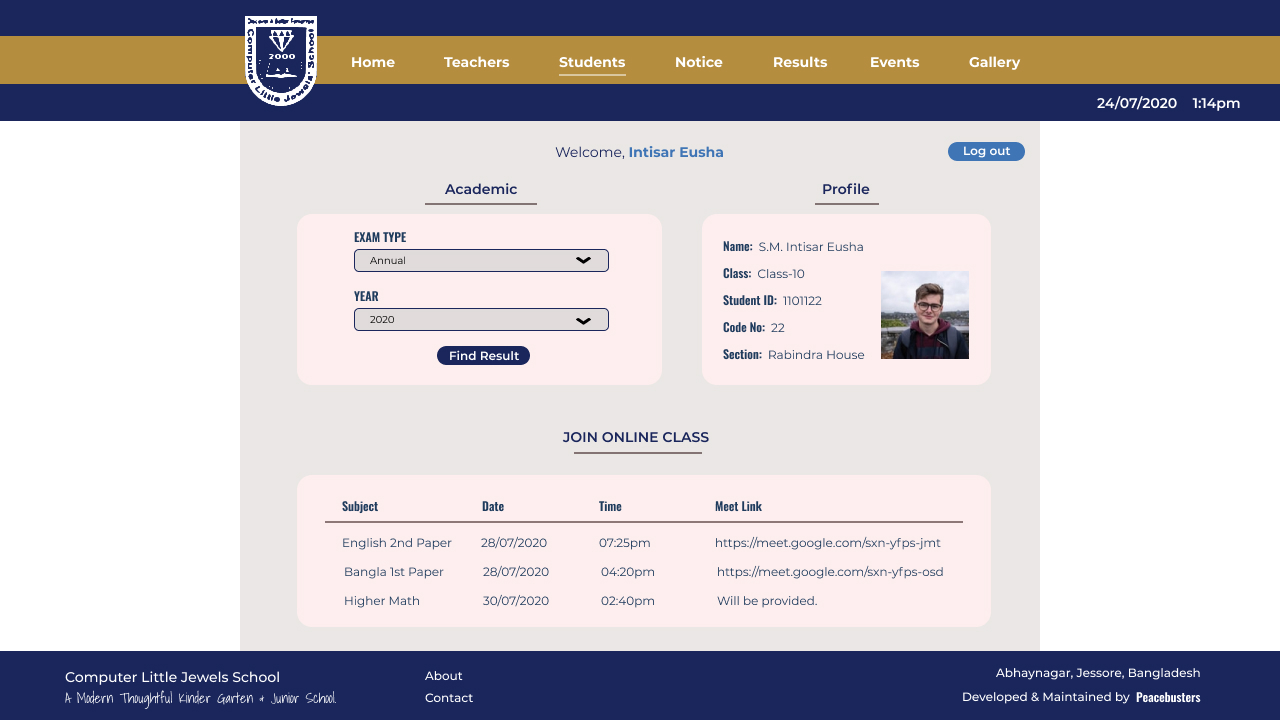 Computer Little Jewels' School
2000
Home Teachers Students Notice Results Events Gallery
24/07/2020 1:14pm
Welcome, Intisar Eusha
Log out
Academic
EXAM TYPE
Annual
YEAR
2020
Find Result
Profile
Name: S.M. Intisar Eusha
Class: Class-10
Student ID: 1101122
Code No: 22
Section: Rabindra House
JOIN ONLINE CLASS
Subject Date Time Meet Link
English 2nd Paper 28/07/2020 07:25pm https://meet.google.com/sxn-yfps-jmt
Bangla 1st Paper 28/07/2020 04:20pm https://meet.google.com/sxn-yfps-osd
Higher Math 30/07/2020 02:40pm Will be provided.
Computer Little Jewels School
A Modern Thoughtful Kinder Garten & Junior School.
About
Contact
Abhaynagar, Jessore, Bangladesh
Developed & Maintained by Peacebusters